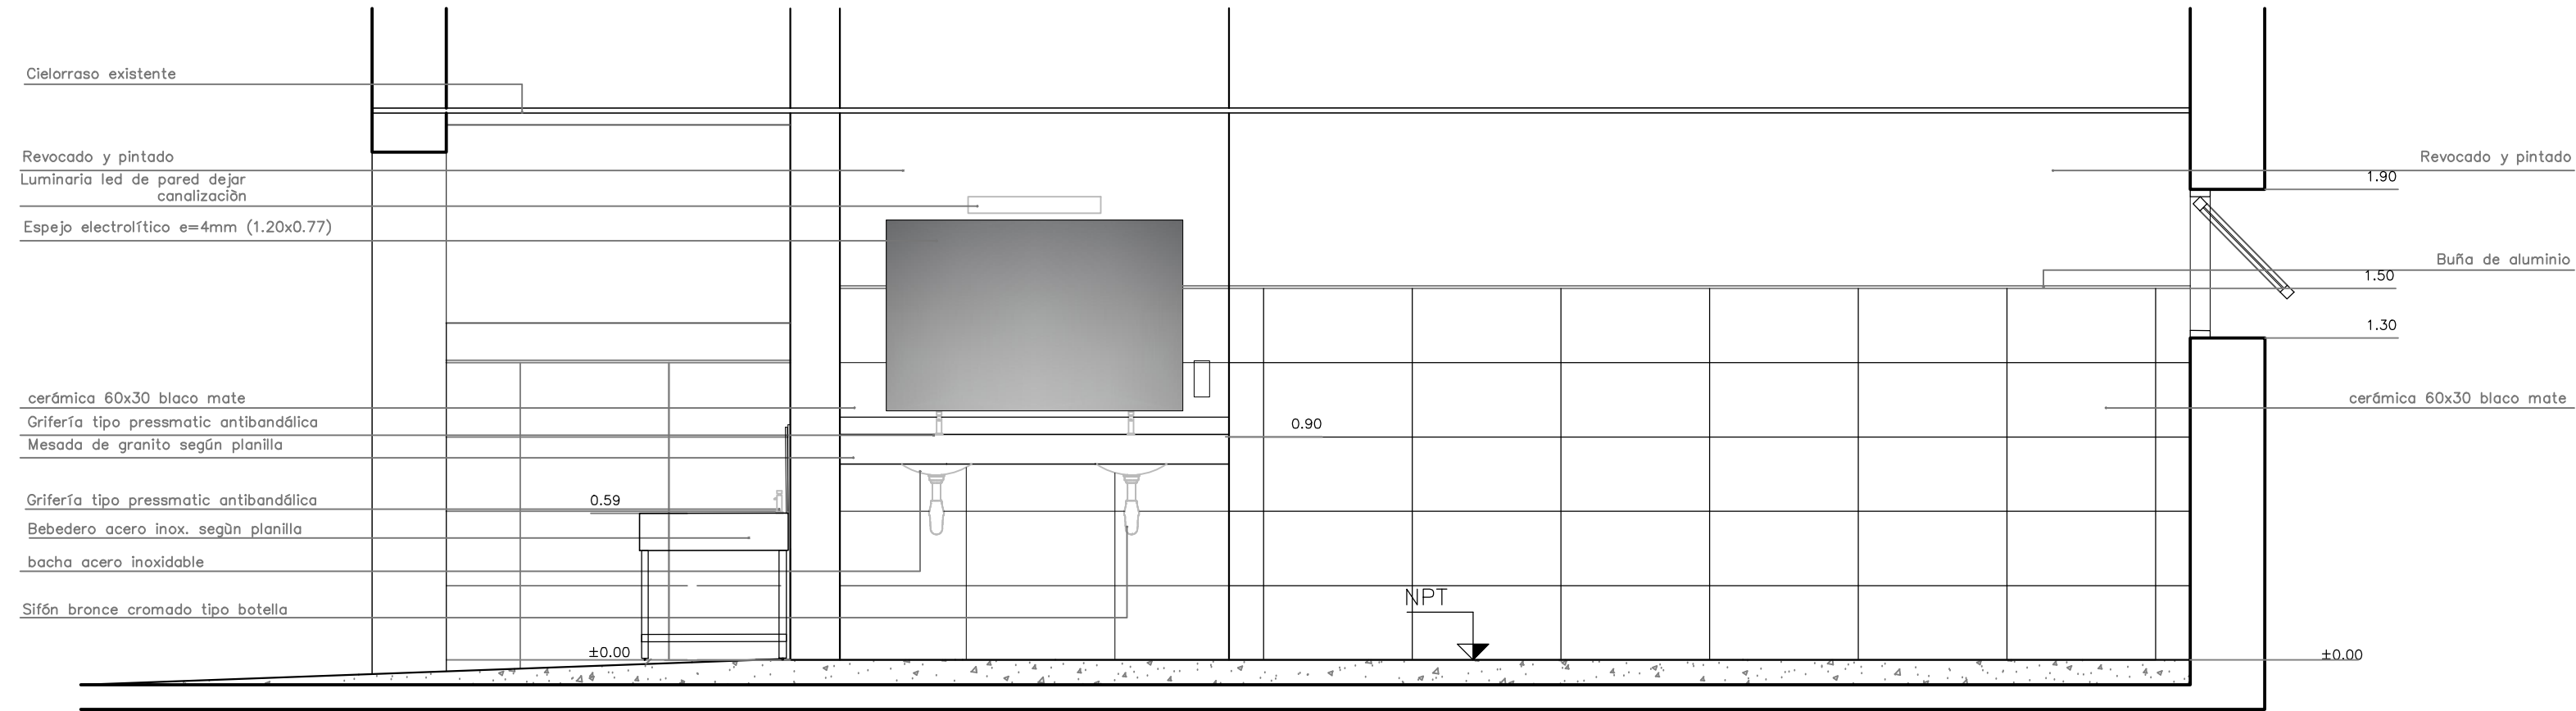 Cielorraso existente
Revocado y pintado
Luminaria led de pared dejar
canalizaciòn
Espejo electrolítico e=4mm (1.20x0.77)
cerámica 60x30 blaco mate
Grifería tipo pressmatic antibandálica
Mesada de granito según planilla
Grifería tipo pressmatic antibandálica
Bebedero acero inox. segùn planilla
bacha acero inoxidable
Sifón bronce cromado tipo botella
0.59
±0.00
0.90
NPT
Revocado y pintado
1.90
Buña de aluminio
1.50
1.30
cerámica 60x30 blaco mate
±0.00